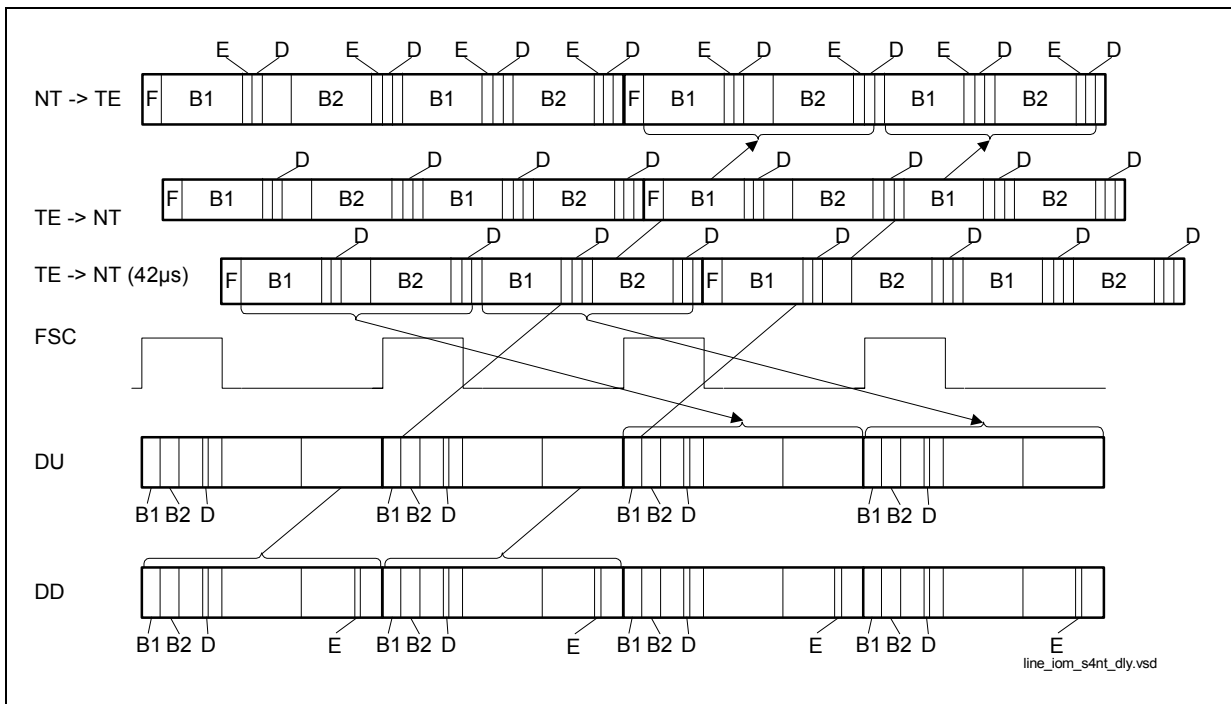 E D E D E D E D E D E D E D E D
NT -> TE F B1 B2 B1 B2 F B1 B2 B1 B2
D D D D D D D D
TE -> NT F B1 B2 B1 B2 F B1 B2 B1 B2
D D D D D D D D
TE -> NT (42µs) F B1 B2 B1 B2 F B1 B2 B1 B2
FSC
DU
B1 B2 D B1 B2 D B1 B2 D B1 B2 D
DD
B1 B2 D E B1 B2 D E B1 B2 D E B1 B2 D E
line_iom_s4nt_dly.vsd